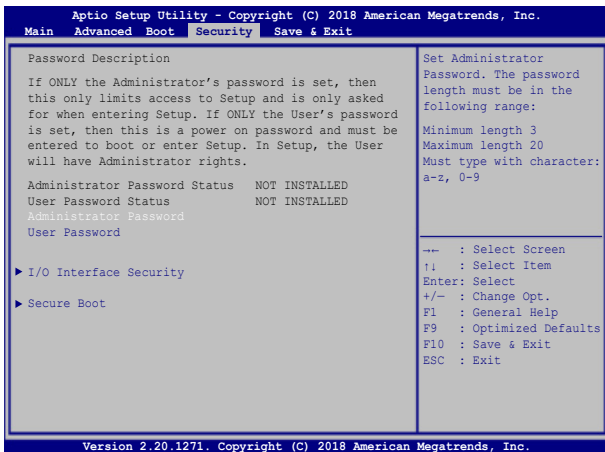 Aptio Setup Utility - Copyright (C) 2018 American Megatrends, Inc.
Main Advanced Boot Security Save & Exit
Password Description
If ONLY the Administrator's password is set, then
this only limits access to Setup and is only asked
for when entering Setup. If ONLY the User's password
is set, then this is a power on password and must be
entered to boot or enter Setup. In Setup, the User
will have Administrator rights.
Administrator Password Status NOT INSTALLED
User Password Status NOT INSTALLED
Administrator Password
User Password
▶ I/O Interface Security
▶ Secure Boot
Set Administrator
Password. The password
length must be in the
following range:
Minimum length 3
Maximum length 20
Must type with character:
a-z, 0-9
→← : Select Screen
↑↓ : Select Item
Enter: Select
+/− : Change Opt.
F1 : General Help
F9 : Optimized Defaults
F10 : Save & Exit
ESC : Exit
Version 2.20.1271. Copyright (C) 2018 American Megatrends, Inc.